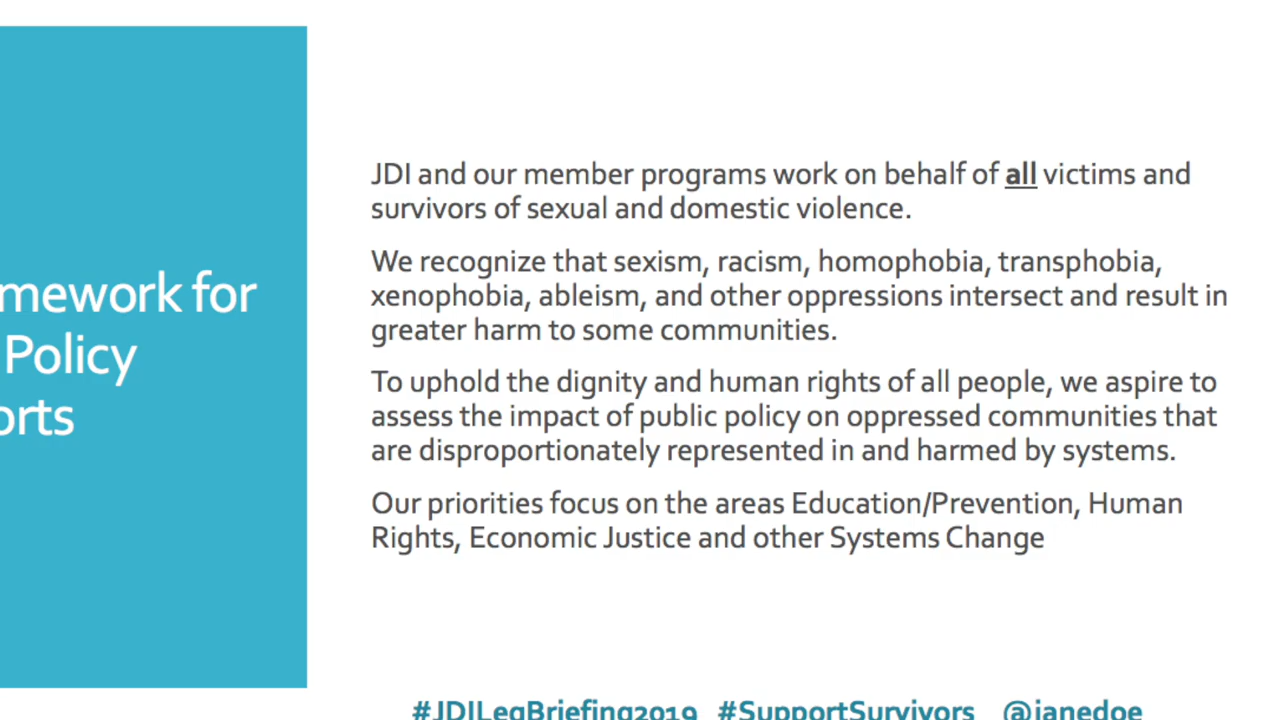 mework for
Policy
orts
JDI and our member programs work on behalf of all victims and
survivors of sexual and domestic violence.
We recognize that sexism, racism, homophobia, transphobia,
xenophobia, ableism, and other oppressions intersect and result in
greater harm to some communities.
To uphold the dignity and human rights of all people, we aspire to
assess the impact of public policy on oppressed communities that
are disproportionately represented in and harmed by systems.
Our priorities focus on the areas Education/Prevention, Human
Rights, Economic Justice and other Systems Change
#JDILegBriefing2019 #SupportSurvivors @janedoe